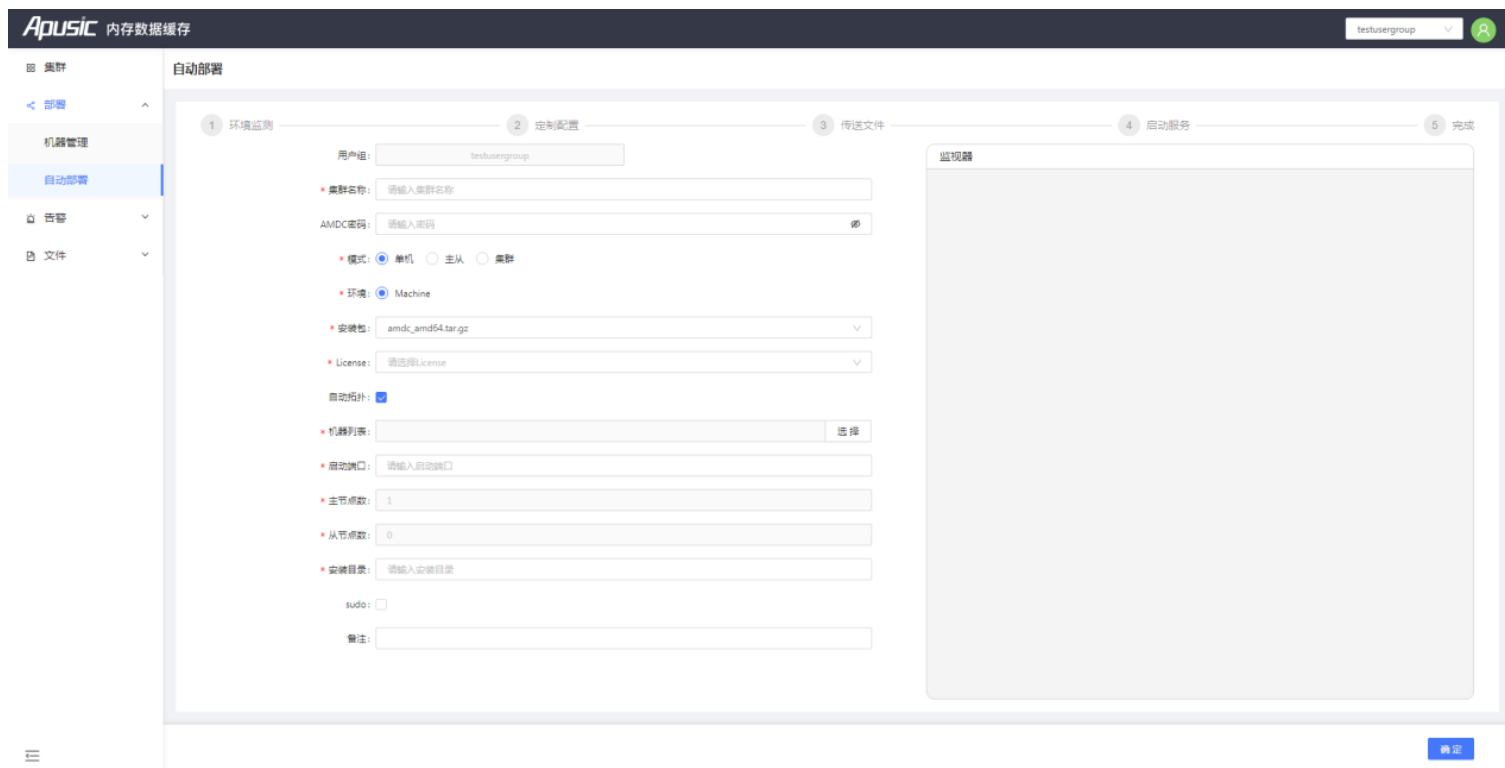 Apusic 内存数据缓存
testusergroup
集群
部署
机器管理
自动部署
告警
文件
自动部署
1 环境监测
2 定制配置
3 传送文件
4 启动服务
5 完成
用户组: testusergroup
* 集群名称: 请输入集群名称
AMDC密码: 请输入密码
* 模式: 单机 主从 集群
* 环境: Machine
* 安装包: amdc_amd64.tar.gz
* License: 请选择License
自动拓扑:
* 机器列表: 选 择
* 启动端口: 请输入启动端口
* 主节点数: 1
* 从节点数: 0
* 安装目录: 请输入安装目录
sudo:
备注:
监视器
确 定